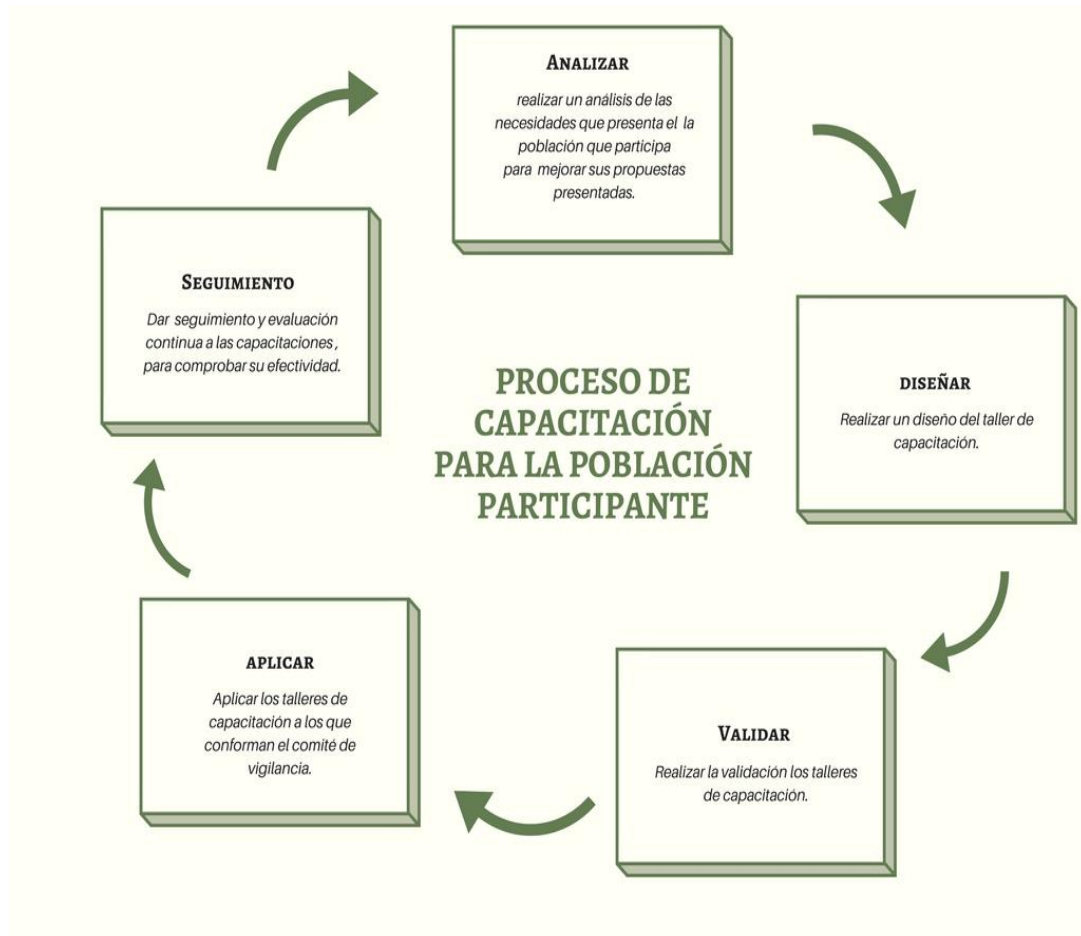 ANALIZAR
realizar un análisis de las
necesidades que presenta el la
población que participa
para mejorar sus propuestas
presentadas.
DISEÑAR
Realizar un diseño del taller de
capacitación.
VALIDAR
Realizar la validación los talleres
de capacitación.
APLICAR
Aplicar los talleres de
capacitación a los que
conforman el comité de
vigilancia.
SEGUIMIENTO
Dar seguimiento y evaluación
continua a las capacitaciones ,
para comprobar su efectividad.
PROCESO DE
CAPACITACIÓN
PARA LA POBLACIÓN
PARTICIPANTE